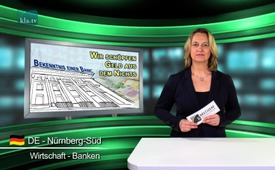 kla.tv
WIR SCHÖPFEN
GELD AUS
DEM NICHTS
BEKENNTNIS EINER BANK:
DE - Nürnberg-Süd
Wirtschaft - Banken